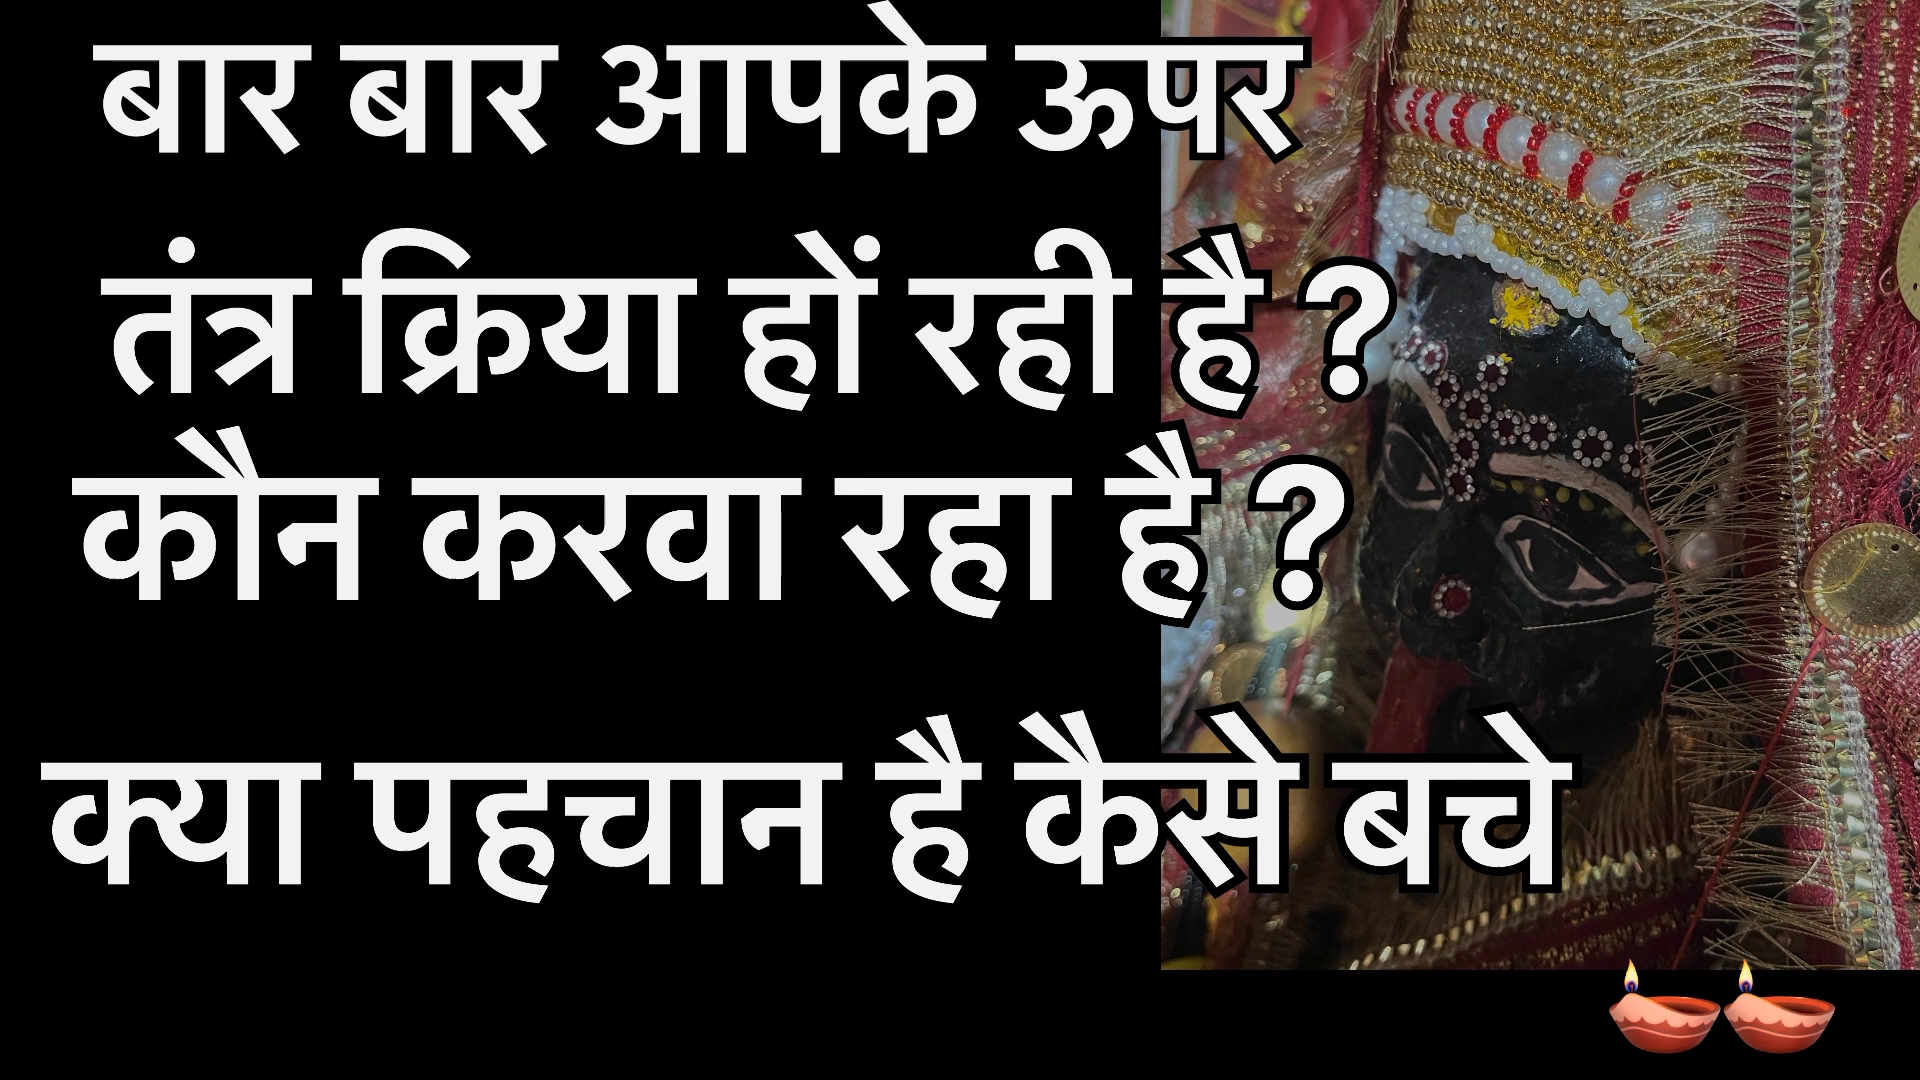 बार बार आपके ऊपर
तंत्र क्रिया हों रही है ?
कौन करवा रहा है ?
क्या पहचान है कैसे बचे